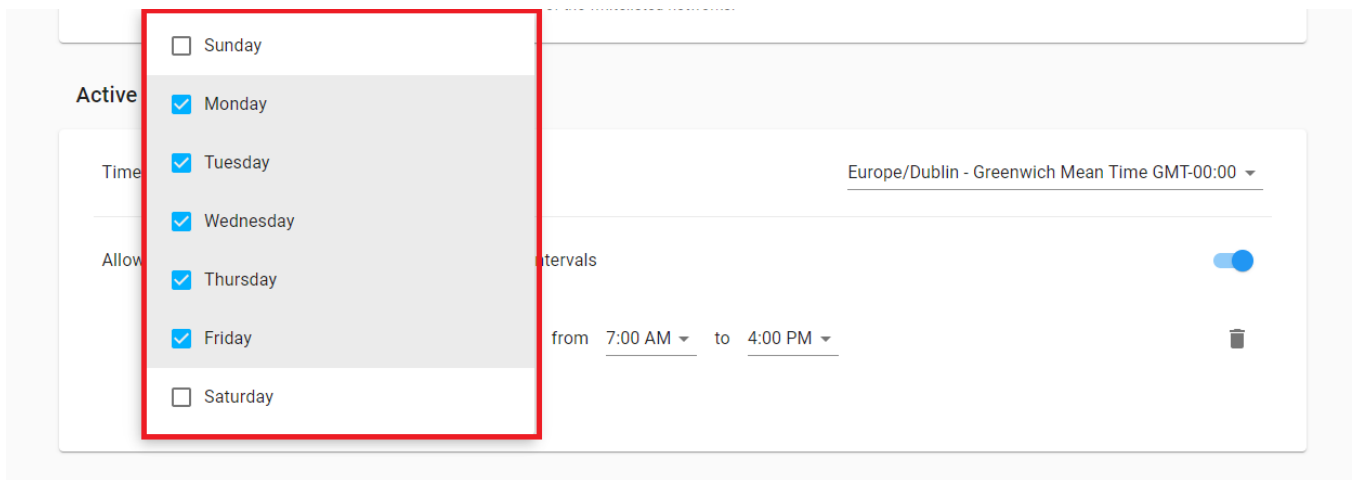 Sunday
Active
Monday
Time
Tuesday
Europe/Dublin - Greenwich Mean Time GMT-00:00
Wednesday
Allow
ntervals
Thursday
Friday
from 7:00 AM to 4:00 PM
Saturday